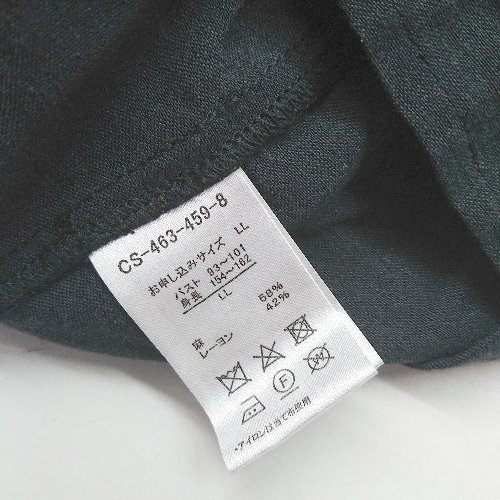 CS-463-459-8
お申し込みサイズ LL
バスト 93~101
身長 154~162
LL
麻 58%
レーヨン 42%
F
W
・アイロンは当て布使用